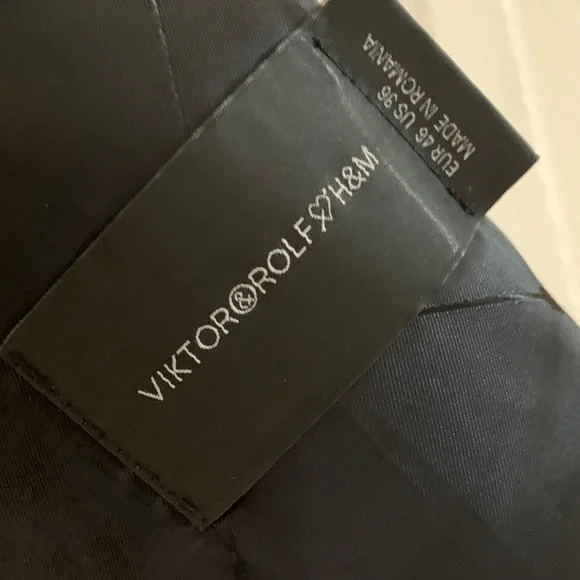 VIKTOR&ROLF♡H&M
EUR 46 US 36
MADE IN ROMANIA